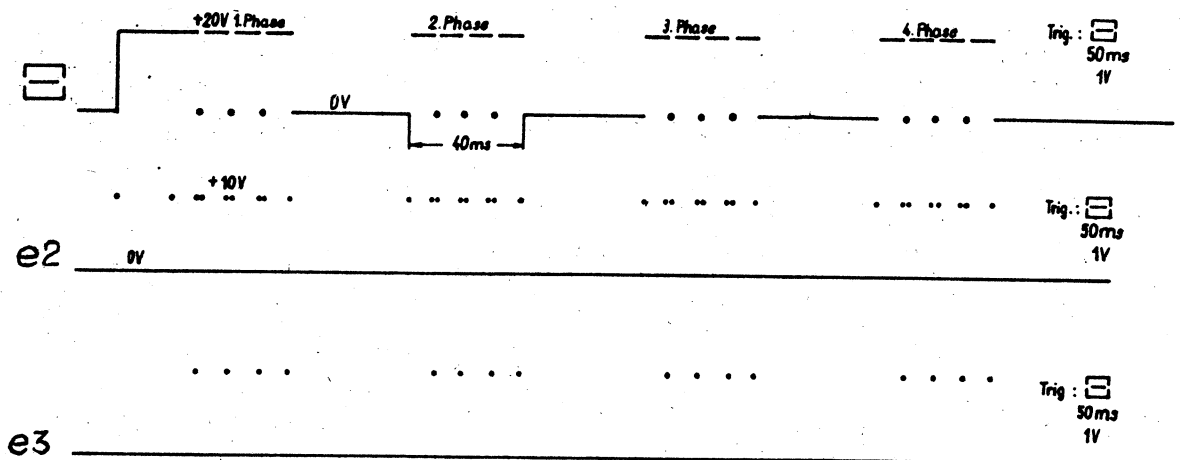 +20V 1.Phase 2.Phase 3.Phase 4.Phase Trig.:
50ms
1V
0V
40ms
+10V Trig.:
50ms
1V
e2 0V
Trig :
50ms
1V
e3